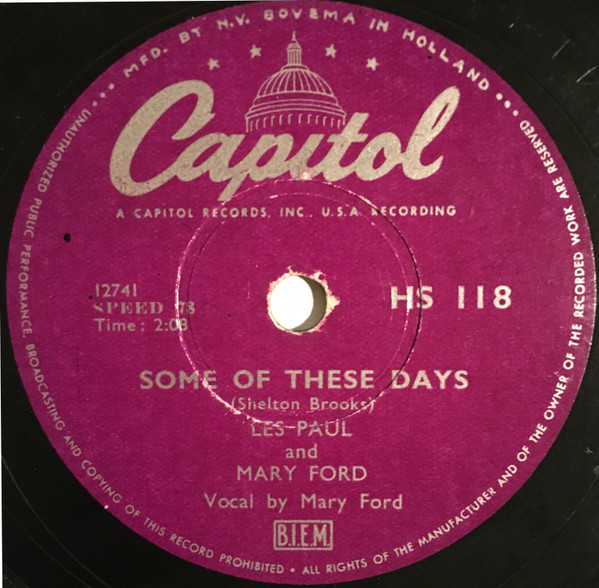 MFD. BY N.V. BOVEMA IN HOLLAND
Capitol
A CAPITOL RECORDS, INC., U.S.A. RECORDING
12741
SPEED 78
Time: 2:08
HS 118
SOME OF THESE DAYS
(Shelton Brooks)
LES PAUL
and
MARY FORD
Vocal by Mary Ford
B.I.E.M.
UNAUTHORIZED PUBLIC PERFORMANCE, BROADCASTING AND COPYING OF THIS RECORD PROHIBITED • ALL RIGHTS OF THE MANUFACTURER AND OF THE OWNER OF THE RECORDED WORK ARE RESERVED